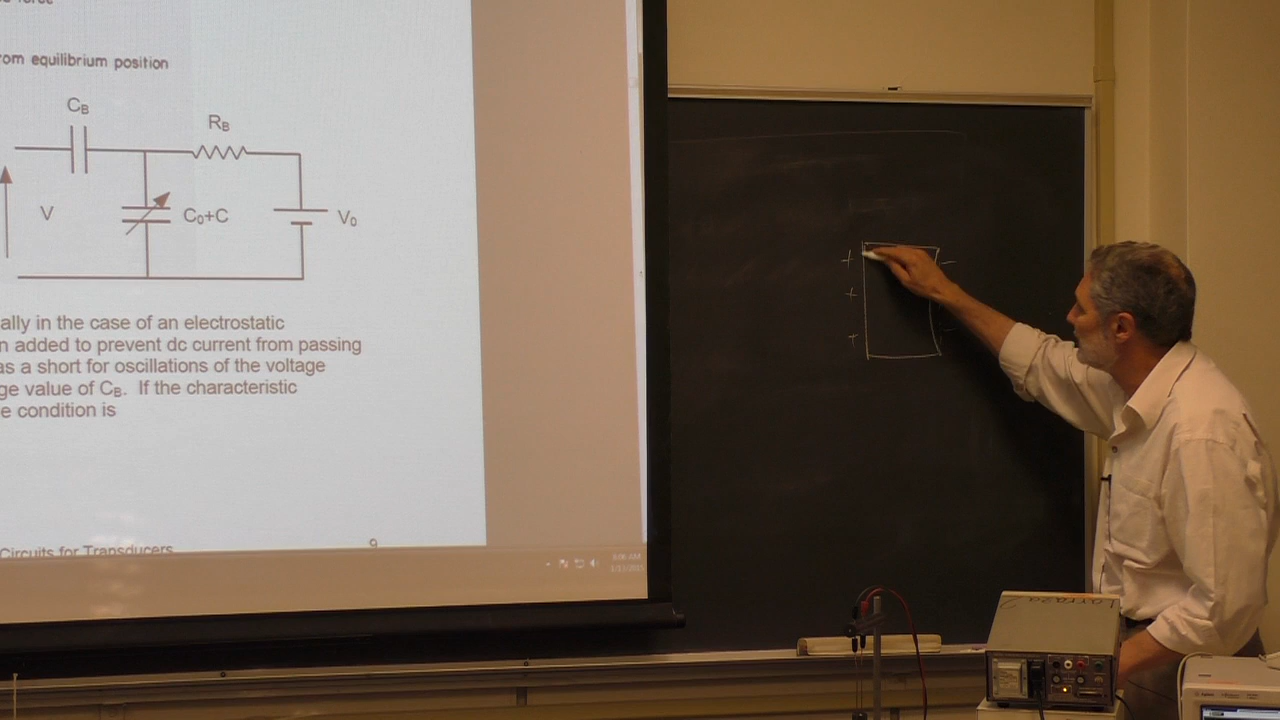 rom equilibrium position
C_B
R_B
V
C_0+C
V_0
ally in the case of an electrostatic
n added to prevent dc current from passing
as a short for oscillations of the voltage
ge value of C_B. If the characteristic
e condition is
Circuits for Transducers
9
+
-
+
+
Larraza
Agilent